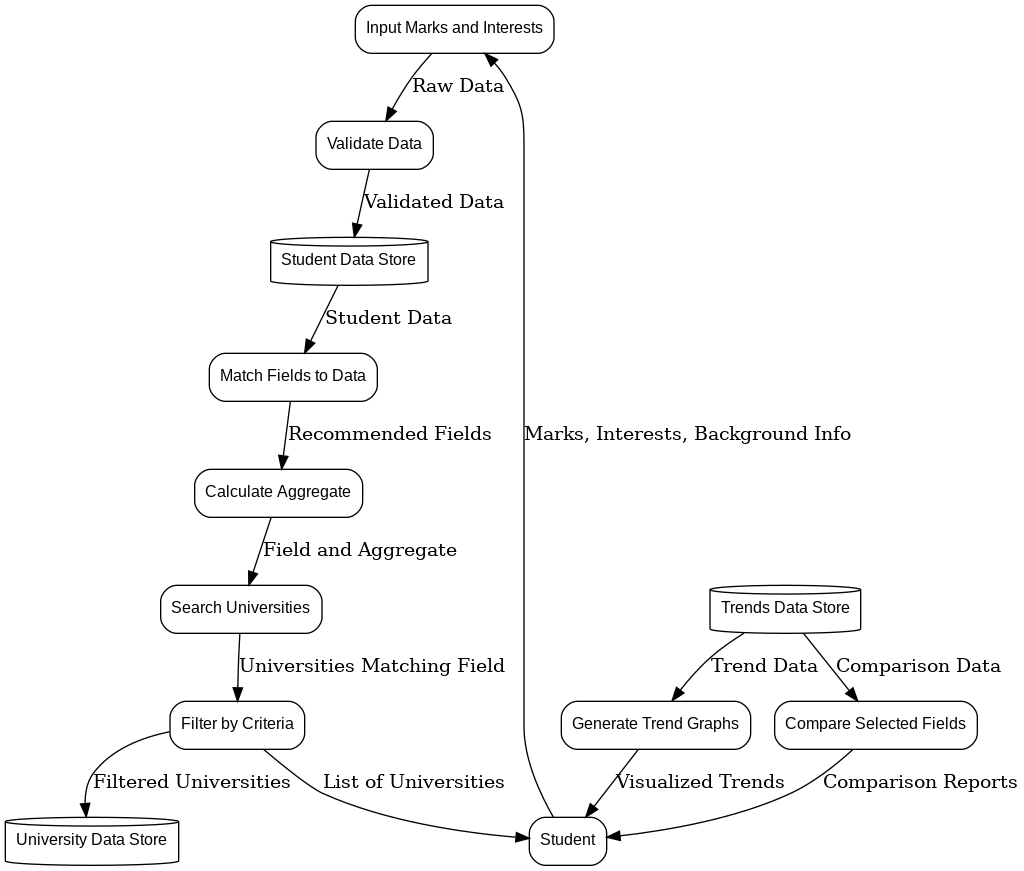 Input Marks and Interests
Raw Data
Validate Data
Validated Data
Student Data Store
Student Data
Match Fields to Data
Recommended Fields
Marks, Interests, Background Info
Calculate Aggregate
Field and Aggregate
Search Universities
Trends Data Store
Universities Matching Field
Trend Data
Comparison Data
Filter by Criteria
Generate Trend Graphs
Compare Selected Fields
Filtered Universities
List of Universities
Visualized Trends
Comparison Reports
University Data Store
Student